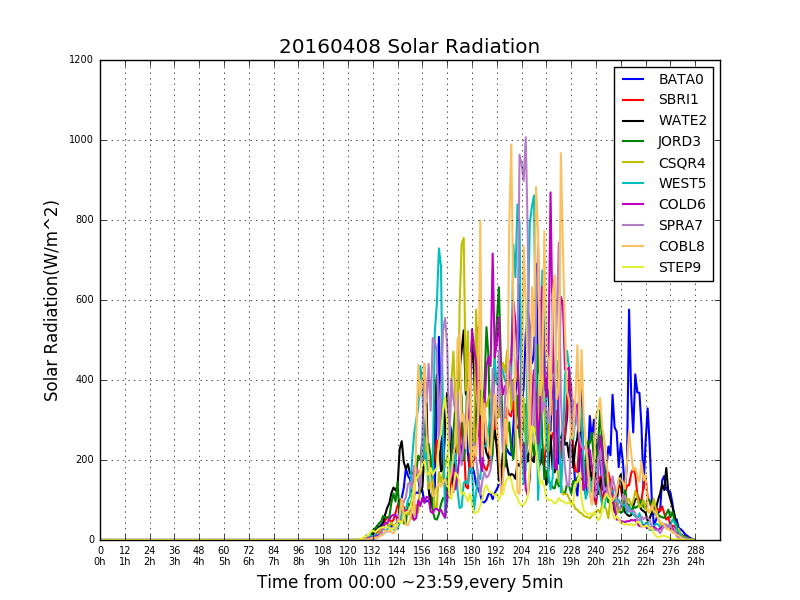 20160408 Solar Radiation
1200
1000
800
600
400
200
0
Solar Radiation(W/m^2)
BATA0
SBRI1
WATE2
JORD3
CSQR4
WEST5
COLD6
SPRA7
COBL8
STEP9
0 12 24 36 48 60 72 84 96 108 120 132 144 156 168 180 192 204 216 228 240 252 264 276 288
0h 1h 2h 3h 4h 5h 6h 7h 8h 9h 10h 11h 12h 13h 14h 15h 16h 17h 18h 19h 20h 21h 22h 23h 24h
Time from 00:00 ~23:59,every 5min